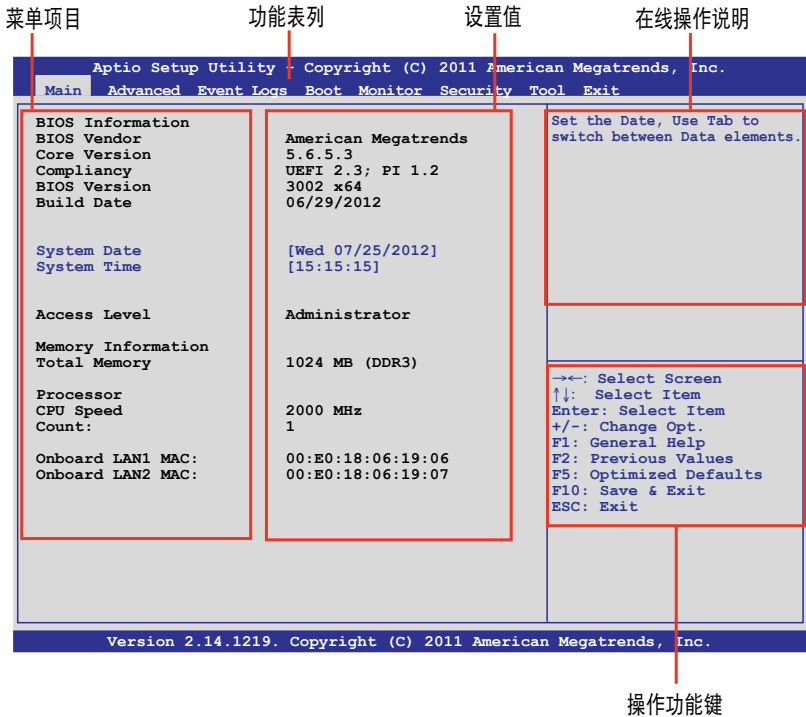 菜单项目 功能表列 设置值 在线操作说明
Aptio Setup Utility - Copyright (C) 2011 American Megatrends, Inc.
Main Advanced Event Logs Boot Monitor Security Tool Exit
BIOS Information
BIOS Vendor American Megatrends
Core Version 5.6.5.3
Compliancy UEFI 2.3; PI 1.2
BIOS Version 3002 x64
Build Date 06/29/2012
System Date [Wed 07/25/2012]
System Time [15:15:15]
Access Level Administrator
Memory Information
Total Memory 1024 MB (DDR3)
Processor
CPU Speed 2000 MHz
Count: 1
Onboard LAN1 MAC: 00:E0:18:06:19:06
Onboard LAN2 MAC: 00:E0:18:06:19:07
Set the Date, Use Tab to
switch between Data elements.
→←: Select Screen
↑↓: Select Item
Enter: Select Item
+/-: Change Opt.
F1: General Help
F2: Previous Values
F5: Optimized Defaults
F10: Save & Exit
ESC: Exit
Version 2.14.1219. Copyright (C) 2011 American Megatrends, Inc.
操作功能键